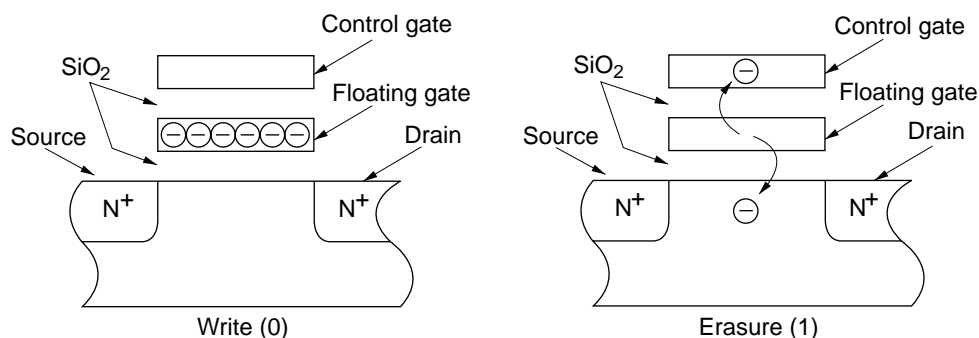 Control gate
SiO2
Floating gate
Source
Drain
N+
N+
Write (0)
Control gate
SiO2
Floating gate
Source
Drain
N+
N+
Erasure (1)